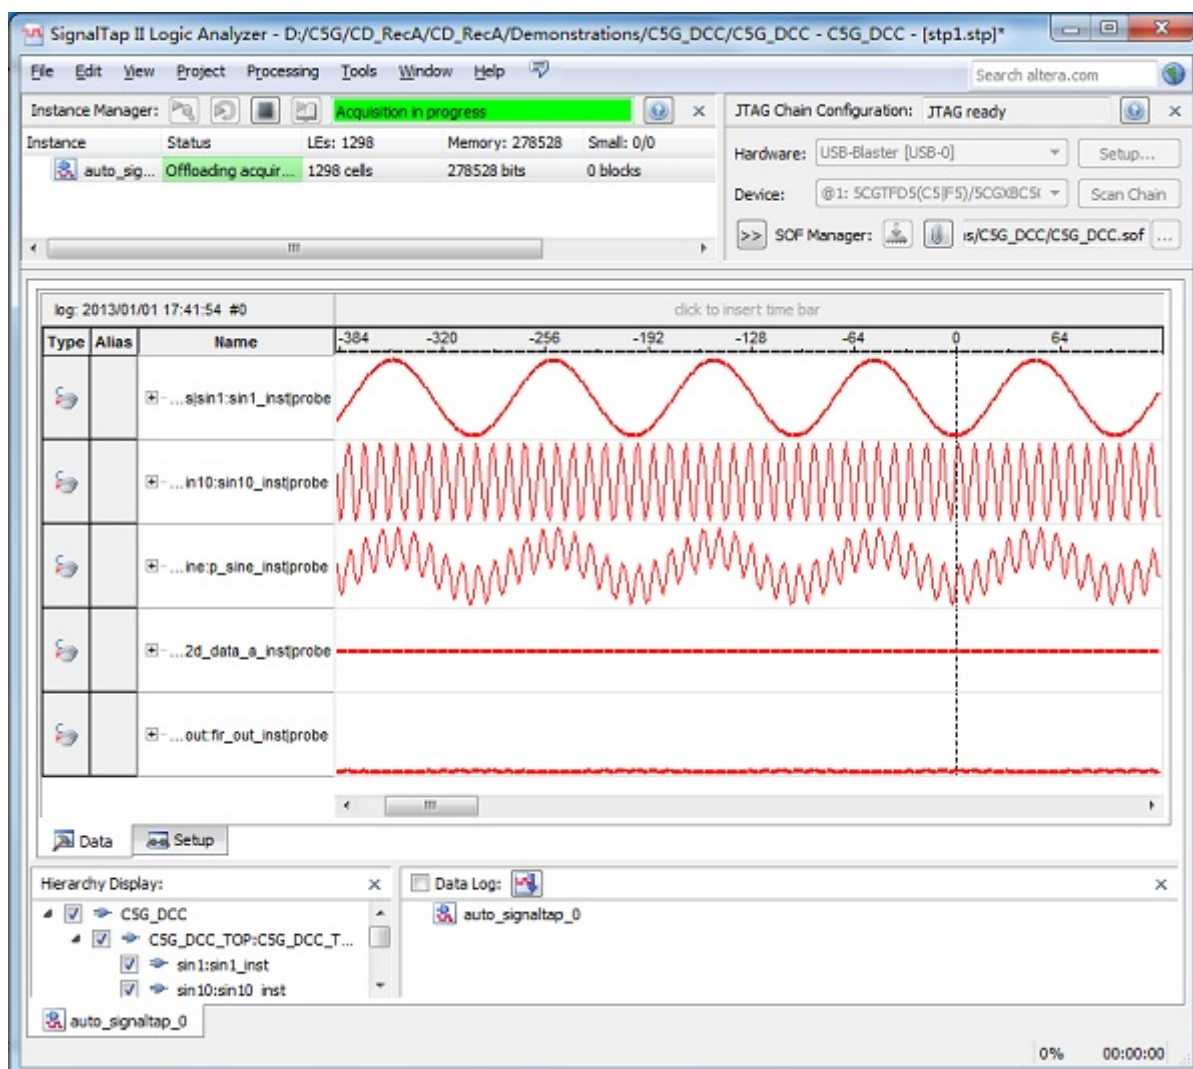 SignalTap II Logic Analyzer - D:/C5G/CD_RecA/CD_RecA/Demonstrations/C5G_DCC/C5G_DCC - C5G_DCC - [stp1.stp]*
File Edit View Project Processing Tools Window Help Search altera.com
Instance Manager: Acquisition in progress
Instance Status LEs: 1298 Memory: 278528 Small: 0/0
auto_sig... Offloading acquir... 1298 cells 278528 bits 0 blocks
JTAG Chain Configuration: JTAG ready
Hardware: USB-Blaster [USB-0] Setup...
Device: @1: 5CGTFD5(C5|F5)/5CGXBC5( Scan Chain
>> SOF Manager: is/C5G_DCC/C5G_DCC.sof ...
log: 2013/01/01 17:41:54 #0 click to insert time bar
Type Alias Name -384 -320 -256 -192 -128 -64 0 64
...s|sin1:sin1_inst|probe
...in10:sin10_inst|probe
...ine:p_sine_inst|probe
...2d_data_a_inst|probe
...out:fir_out_inst|probe
Data Setup
Hierarchy Display:
C5G_DCC
C5G_DCC_TOP:C5G_DCC_T...
sin1:sin1_inst
sin10:sin10_inst
Data Log:
auto_signaltap_0
auto_signaltap_0
0% 00:00:00